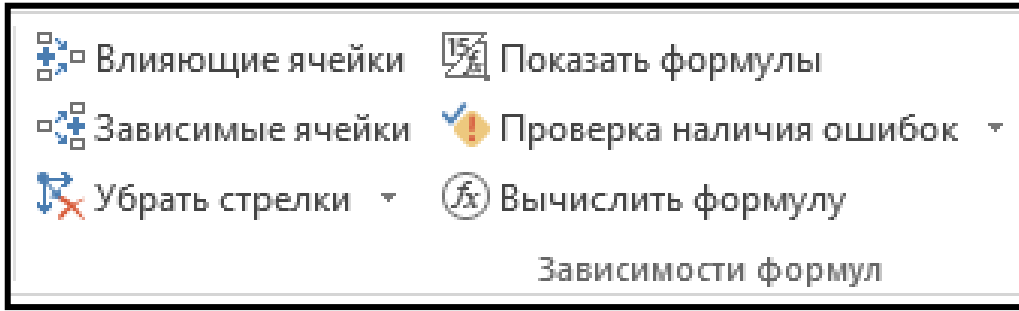 Влияющие ячейки
Зависимые ячейки
Убрать стрелки
Показать формулы
Проверка наличия ошибок
Вычислить формулу
Зависимости формул